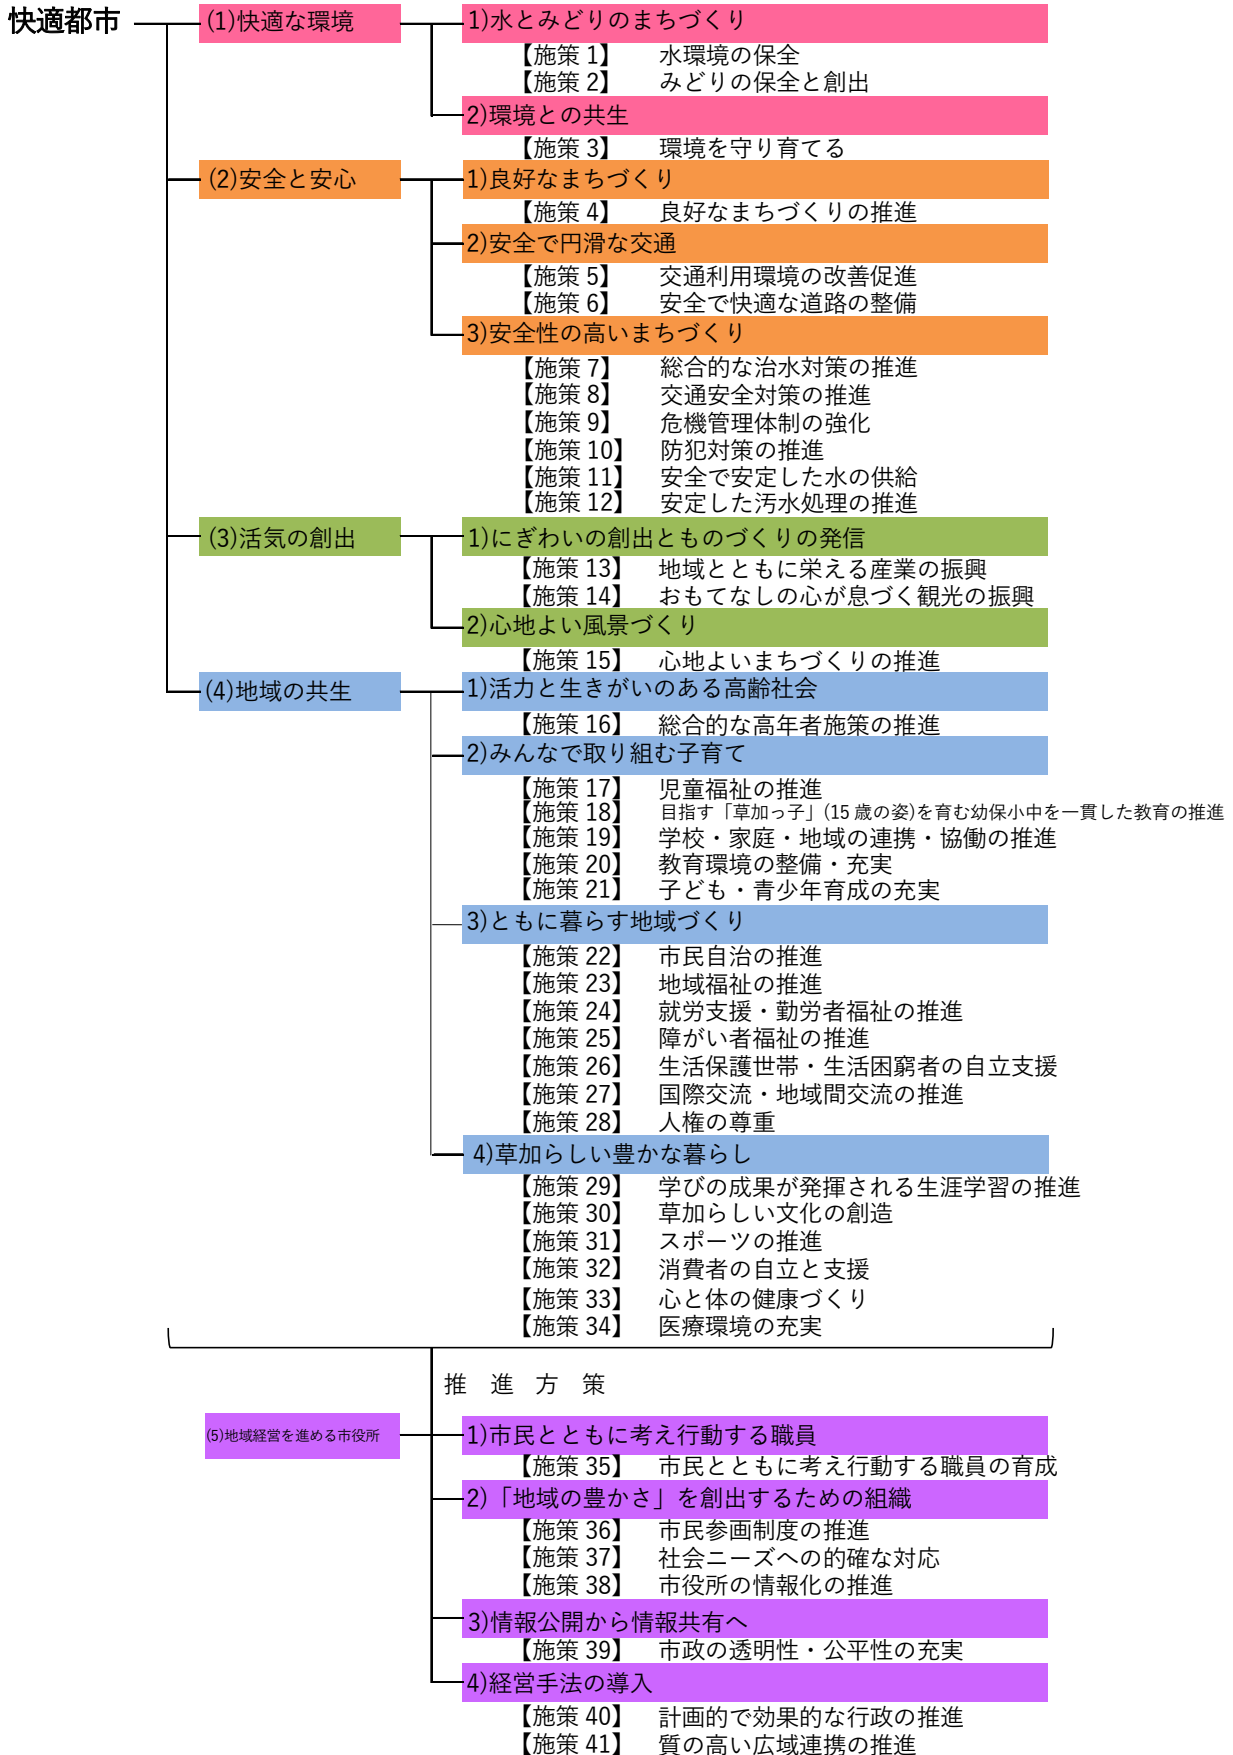 快適都市
(1)快適な環境
1)水とみどりのまちづくり
【施策 1】 水環境の保全
【施策 2】 みどりの保全と創出
2)環境との共生
【施策 3】 環境を守り育てる
(2)安全と安心
1)良好なまちづくり
【施策 4】 良好なまちづくりの推進
2)安全で円滑な交通
【施策 5】 交通利用環境の改善促進
【施策 6】 安全で快適な道路の整備
3)安全性の高いまちづくり
【施策 7】 総合的な治水対策の推進
【施策 8】 交通安全対策の推進
【施策 9】 危機管理体制の強化
【施策 10】 防犯対策の推進
【施策 11】 安全で安定した水の供給
【施策 12】 安定した汚水処理の推進
(3)活気の創出
1)にぎわいの創出とものづくりの発信
【施策 13】 地域とともに栄える産業の振興
【施策 14】 おもてなしの心が息づく観光の振興
2)心地よい風景づくり
【施策 15】 心地よいまちづくりの推進
(4)地域の共生
1)活力と生きがいのある高齢社会
【施策 16】 総合的な高年者施策の推進
2)みんなで取り組む子育て
【施策 17】 児童福祉の推進
【施策 18】 目指す「草加っ子」(15 歳の姿)を育む幼保小中を一貫した教育の推進
【施策 19】 学校・家庭・地域の連携・協働の推進
【施策 20】 教育環境の整備・充実
【施策 21】 子ども・青少年育成の充実
3)ともに暮らす地域づくり
【施策 22】 市民自治の推進
【施策 23】 地域福祉の推進
【施策 24】 就労支援・勤労者福祉の推進
【施策 25】 障がい者福祉の推進
【施策 26】 生活保護世帯・生活困窮者の自立支援
【施策 27】 国際交流・地域間交流の推進
【施策 28】 人権の尊重
4)草加らしい豊かな暮らし
【施策 29】 学びの成果が発揮される生涯学習の推進
【施策 30】 草加らしい文化の創造
【施策 31】 スポーツの推進
【施策 32】 消費者の自立と支援
【施策 33】 心と体の健康づくり
【施策 34】 医療環境の充実
推 進 方 策
(5)地域経営を進める市役所
1)市民とともに考え行動する職員
【施策 35】 市民とともに考え行動する職員の育成
2)「地域の豊かさ」を創出するための組織
【施策 36】 市民参画制度の推進
【施策 37】 社会ニーズへの的確な対応
【施策 38】 市役所の情報化の推進
3)情報公開から情報共有へ
【施策 39】 市政の透明性・公平性の充実
4)経営手法の導入
【施策 40】 計画的で効果的な行政の推進
【施策 41】 質の高い広域連携の推進